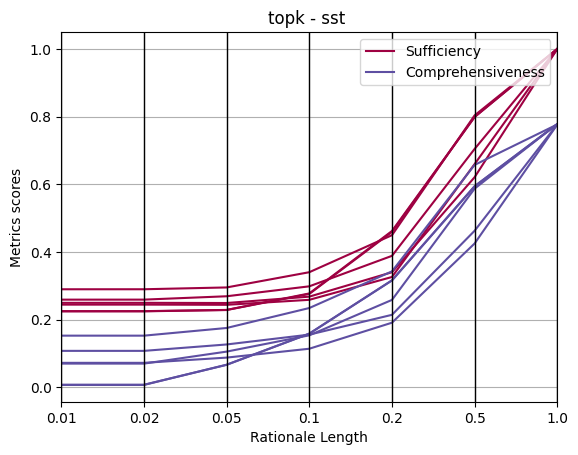 topk - sst
Sufficiency
Comprehensiveness
Metrics scores
1.0
0.8
0.6
0.4
0.2
0.0
0.01 0.02 0.05 0.1 0.2 0.5 1.0
Rationale Length